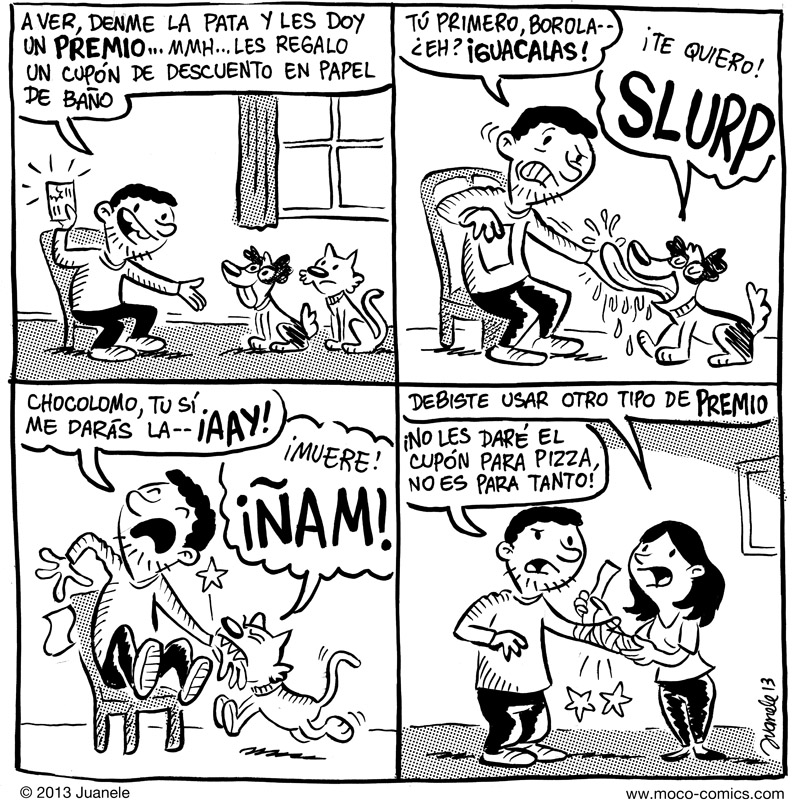 A VER, DENME LA PATA Y LES DOY
UN PREMIO... MMH... LES REGALO
UN CUPÓN DE DESCUENTO EN PAPEL
DE BAÑO
TÚ PRIMERO, BOROLA--
¿EH? ¡GUACALAS!
¡TE QUIERO!
SLURP
CHOCOLOMO, TU SÍ
ME DARÁS LA-- ¡AAY!
¡MUERE!
¡ÑAM!
DEBISTE USAR OTRO TIPO DE PREMIO
¡NO LES DARÉ EL
CUPÓN PARA PIZZA,
NO ES PARA TANTO!
Juanele 13
© 2013 Juanele
www.moco-comics.com